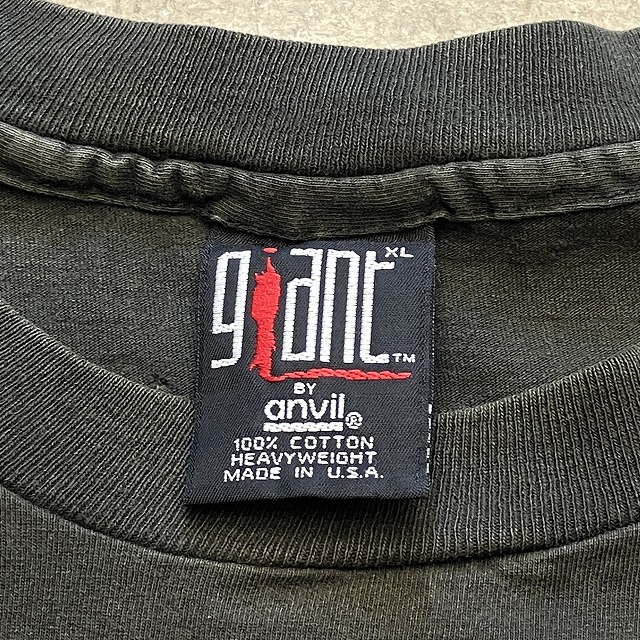 giant XL
TM
BY
anvil ®
100% COTTON
HEAVYWEIGHT
MADE IN U.S.A.